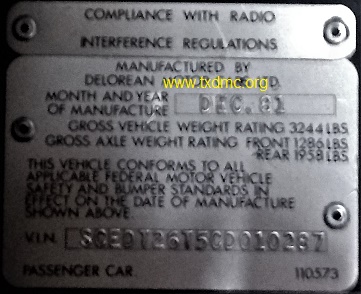 COMPLIANCE WITH RADIO
INTERFERENCE REGULATIONS
MANUFACTURED BY
www.txdmc.org
DELOREAN
MONTH AND YEAR
OF MANUFACTURE DEC. 81
GROSS VEHICLE WEIGHT RATING 3244 LBS
GROSS AXLE WEIGHT RATING FRONT 1286 LBS
REAR 1958 LBS
THIS VEHICLE CONFORMS TO ALL
APPLICABLE FEDERAL MOTOR VEHICLE
SAFETY AND BUMPER STANDARDS IN
EFFECT ON THE DATE OF MANUFACTURE
SHOWN ABOVE.
V.I.N. SCEDT26T5CD010287
PASSENGER CAR. 110573